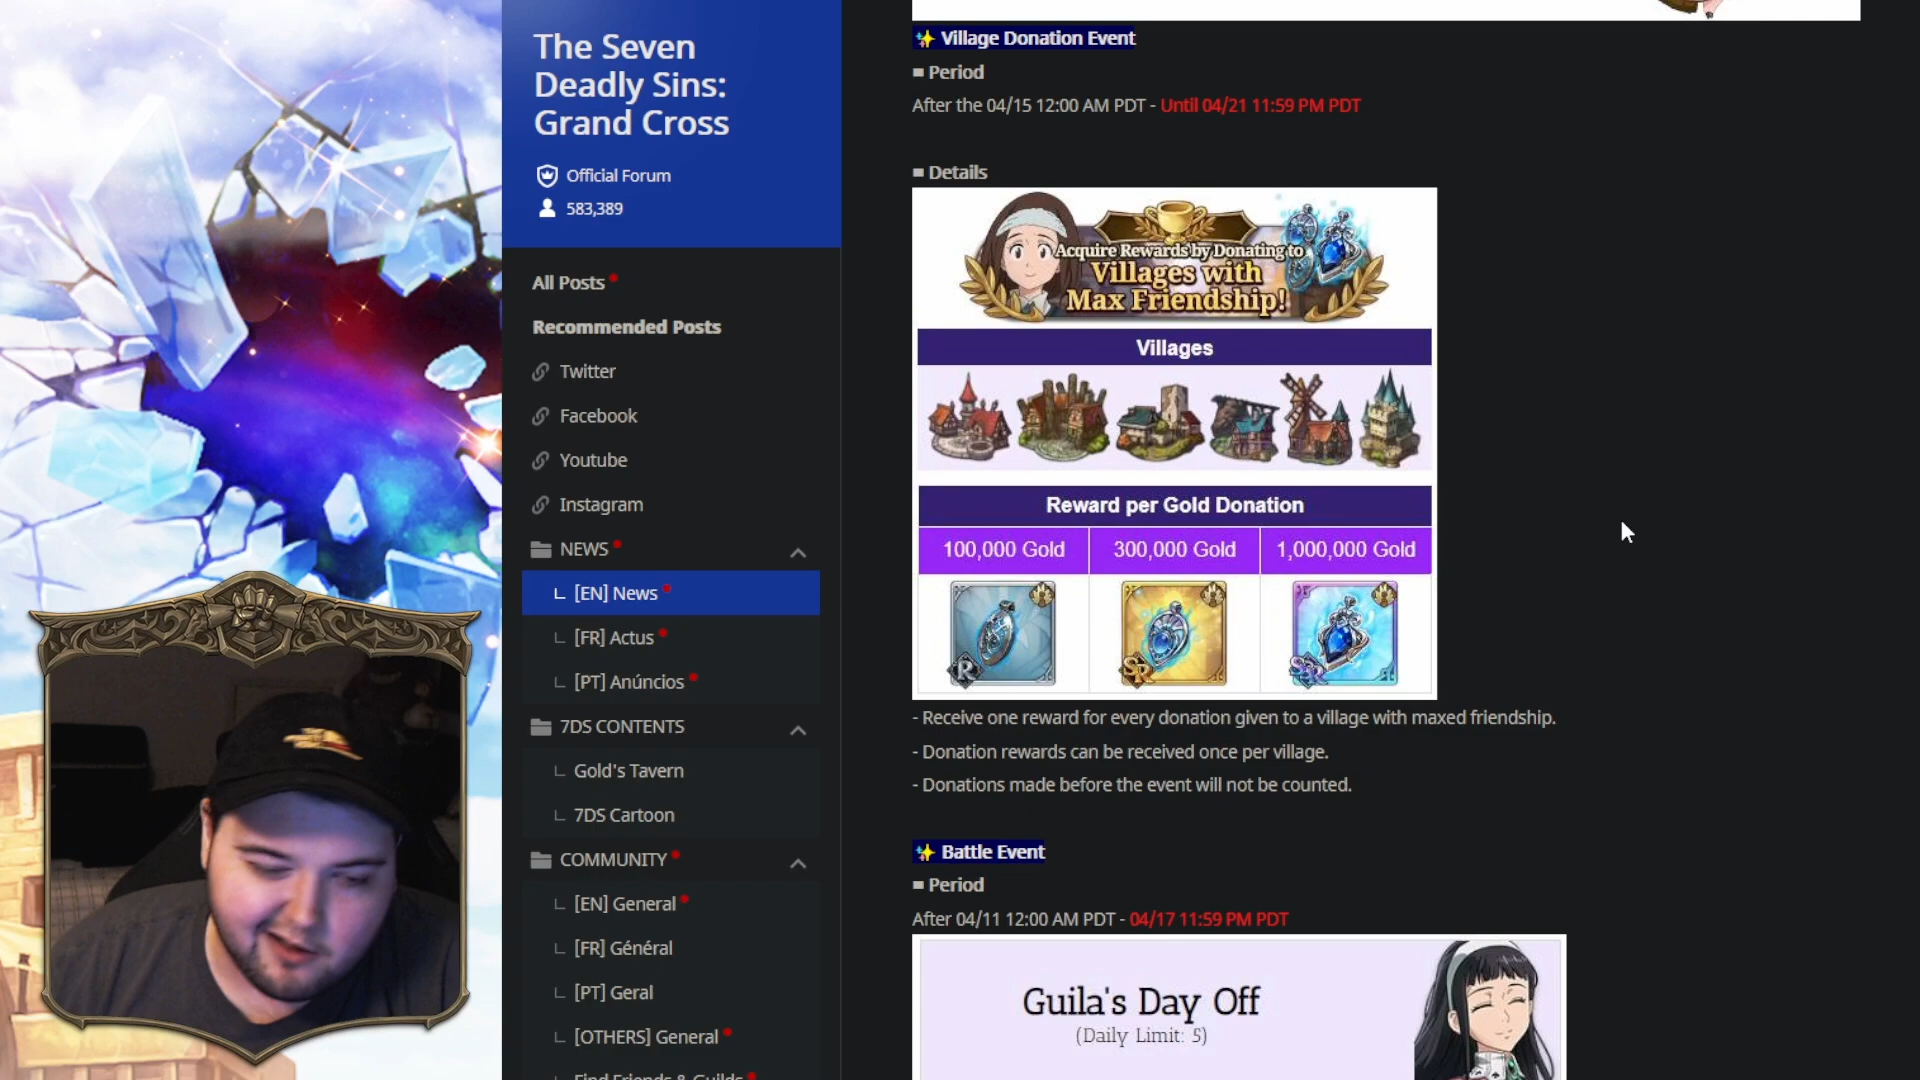 The Seven
Deadly Sins:
Grand Cross
Official Forum
583,389
All Posts
Recommended Posts
Twitter
Facebook
Youtube
Instagram
NEWS
[EN] News
[FR] Actus
[PT] Anúncios
7DS CONTENTS
Gold's Tavern
7DS Cartoon
COMMUNITY
[EN] General
[FR] Général
[PT] Geral
[OTHERS] General
Find Friends & Guilds
✨ Village Donation Event
■ Period
After the 04/15 12:00 AM PDT - Until 04/21 11:59 PM PDT
■ Details
Acquire Rewards by Donating to
Villages with
Max Friendship!
Villages
Reward per Gold Donation
100,000 Gold 300,000 Gold 1,000,000 Gold
R SR SSR
- Receive one reward for every donation given to a village with maxed friendship.
- Donation rewards can be received once per village.
- Donations made before the event will not be counted.
✨ Battle Event
■ Period
After 04/11 12:00 AM PDT - 04/17 11:59 PM PDT
Guila's Day Off
(Daily Limit: 5)